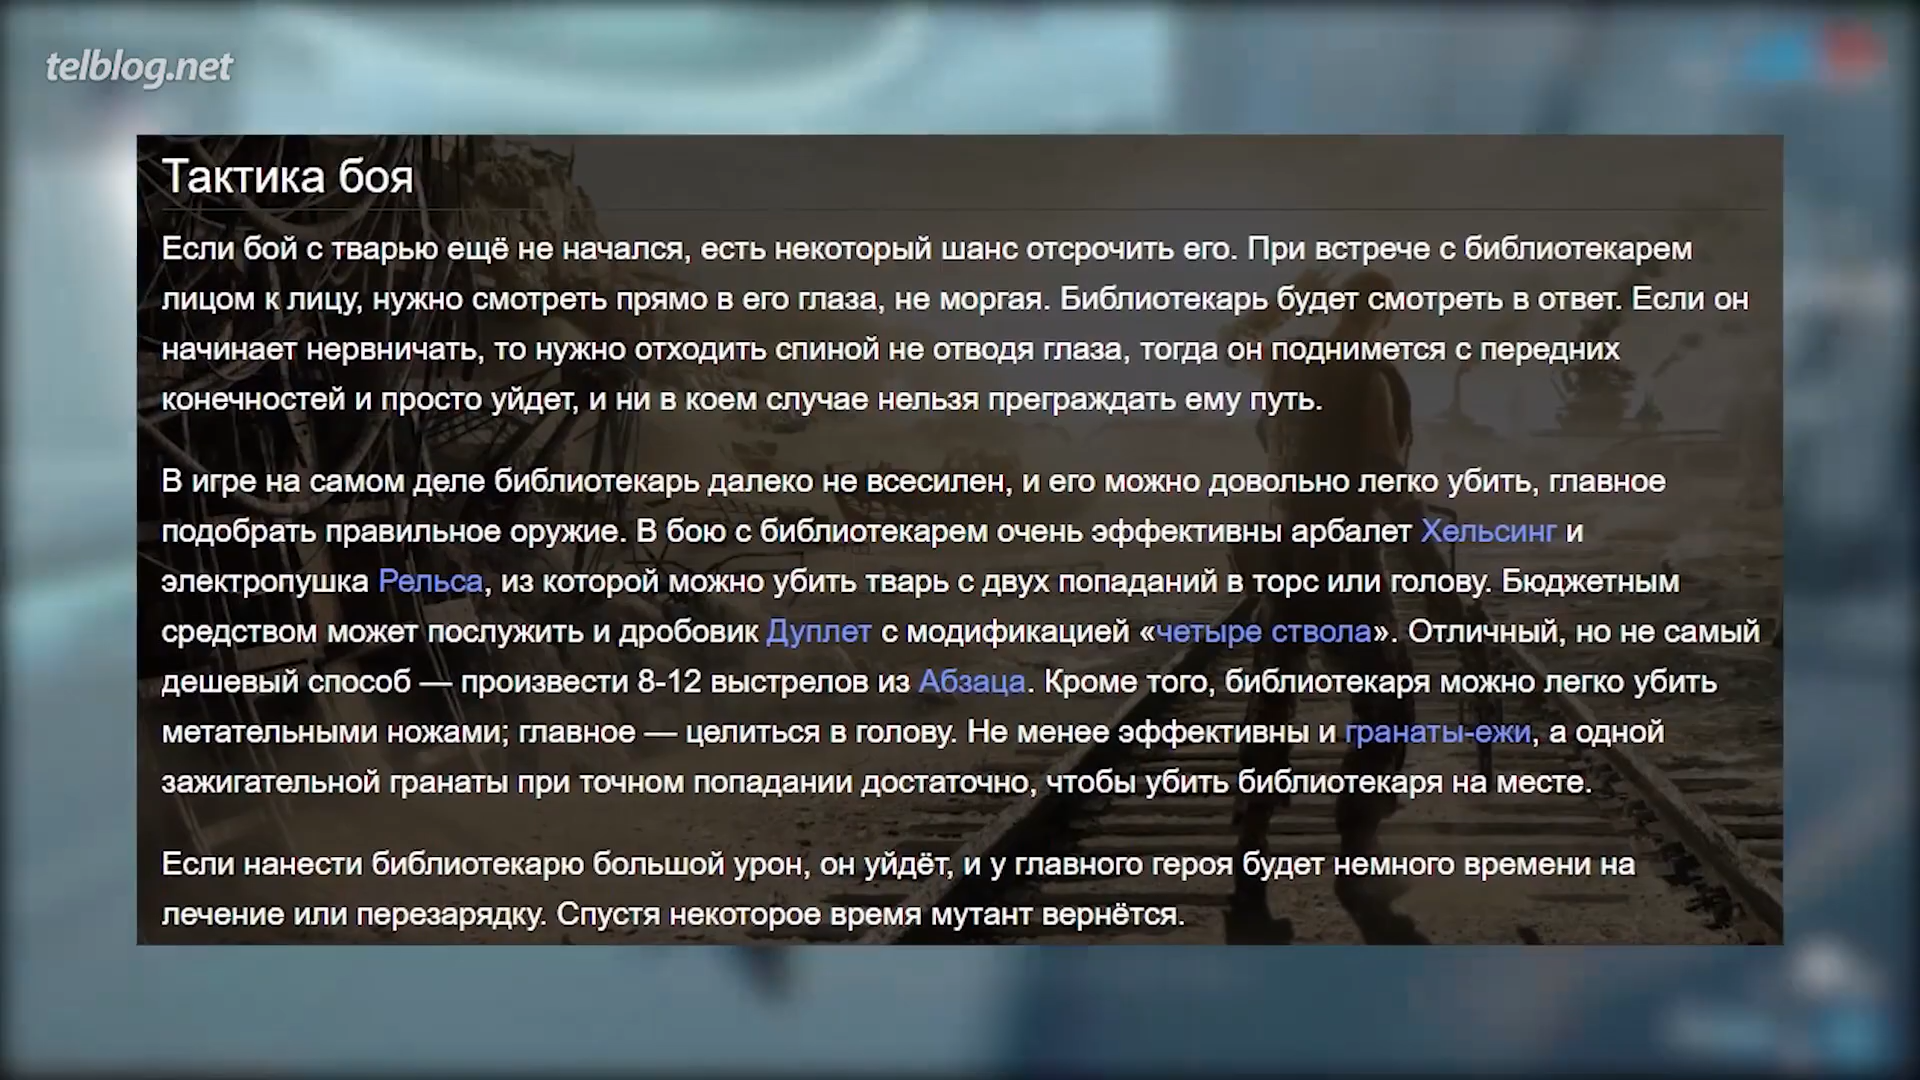 telblog.net
Тактика боя
Если бой с тварью ещё не начался, есть некоторый шанс отсрочить его. При встрече с библиотекарем
лицом к лицу, нужно смотреть прямо в его глаза, не моргая. Библиотекарь будет смотреть в ответ. Если он
начинает нервничать, то нужно отходить спиной не отводя глаза, тогда он поднимется с передних
конечностей и просто уйдет, и ни в коем случае нельзя преграждать ему путь.
В игре на самом деле библиотекарь далеко не всесилен, и его можно довольно легко убить, главное
подобрать правильное оружие. В бою с библиотекарем очень эффективны арбалет Хельсинг и
электропушка Рельса, из которой можно убить тварь с двух попаданий в торс или голову. Бюджетным
средством может послужить и дробовик Дуплет с модификацией «четыре ствола». Отличный, но не самый
дешевый способ — произвести 8-12 выстрелов из Абзаца. Кроме того, библиотекаря можно легко убить
метательными ножами; главное — целиться в голову. Не менее эффективны и гранаты-ежи, а одной
зажигательной гранаты при точном попадании достаточно, чтобы убить библиотекаря на месте.
Если нанести библиотекарю большой урон, он уйдёт, и у главного героя будет немного времени на
лечение или перезарядку. Спустя некоторое время мутант вернётся.